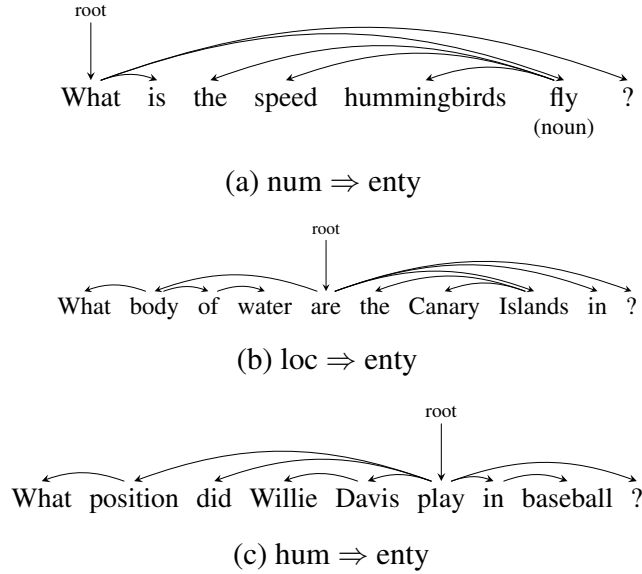 root
What is the speed hummingbirds fly ?
(noun)
(a) num ⇒ enty
root
What body of water are the Canary Islands in ?
(b) loc ⇒ enty
root
What position did Willie Davis play in baseball ?
(c) hum ⇒ enty